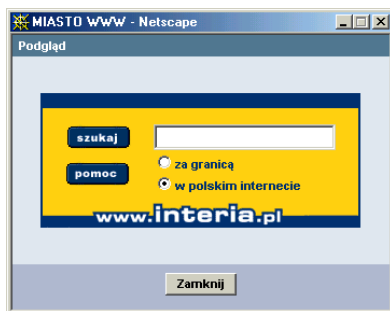 MIASTO WWW - Netscape
Podgląd
szukaj
za granicą
pomoc
w polskim internecie
www.interia.pl
Zamknij